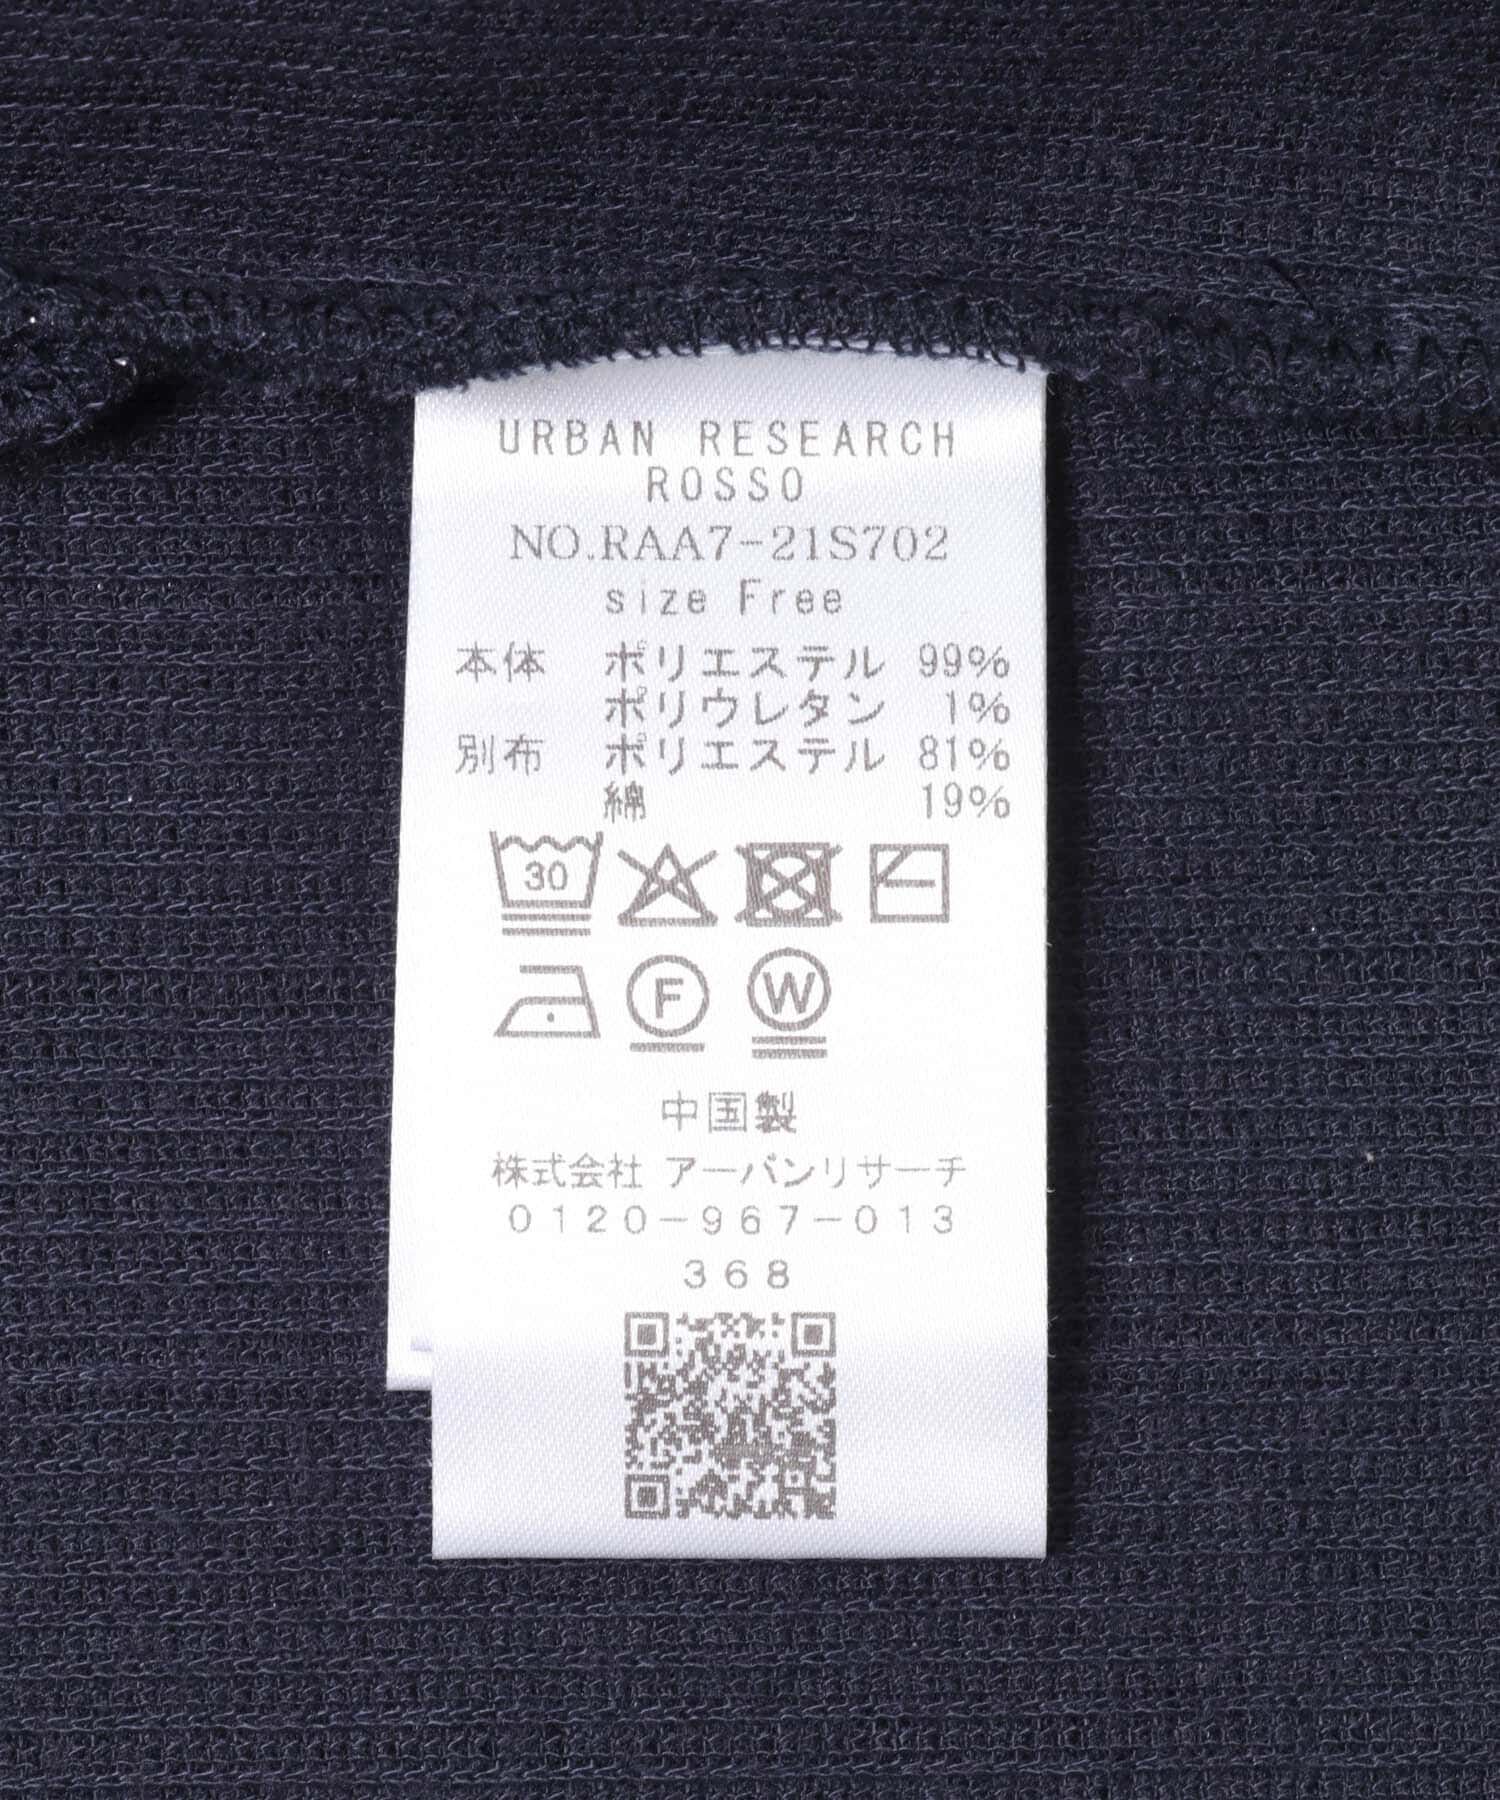 URBAN RESEARCH
ROSSO
NO.RAA7-21S702
size Free
本体 ポリエステル 99%
ポリウレタン 1%
別布 ポリエステル 81%
綿 19%
30
F
W
中国製
株式会社 アーバンリサーチ
0120-967-013
368